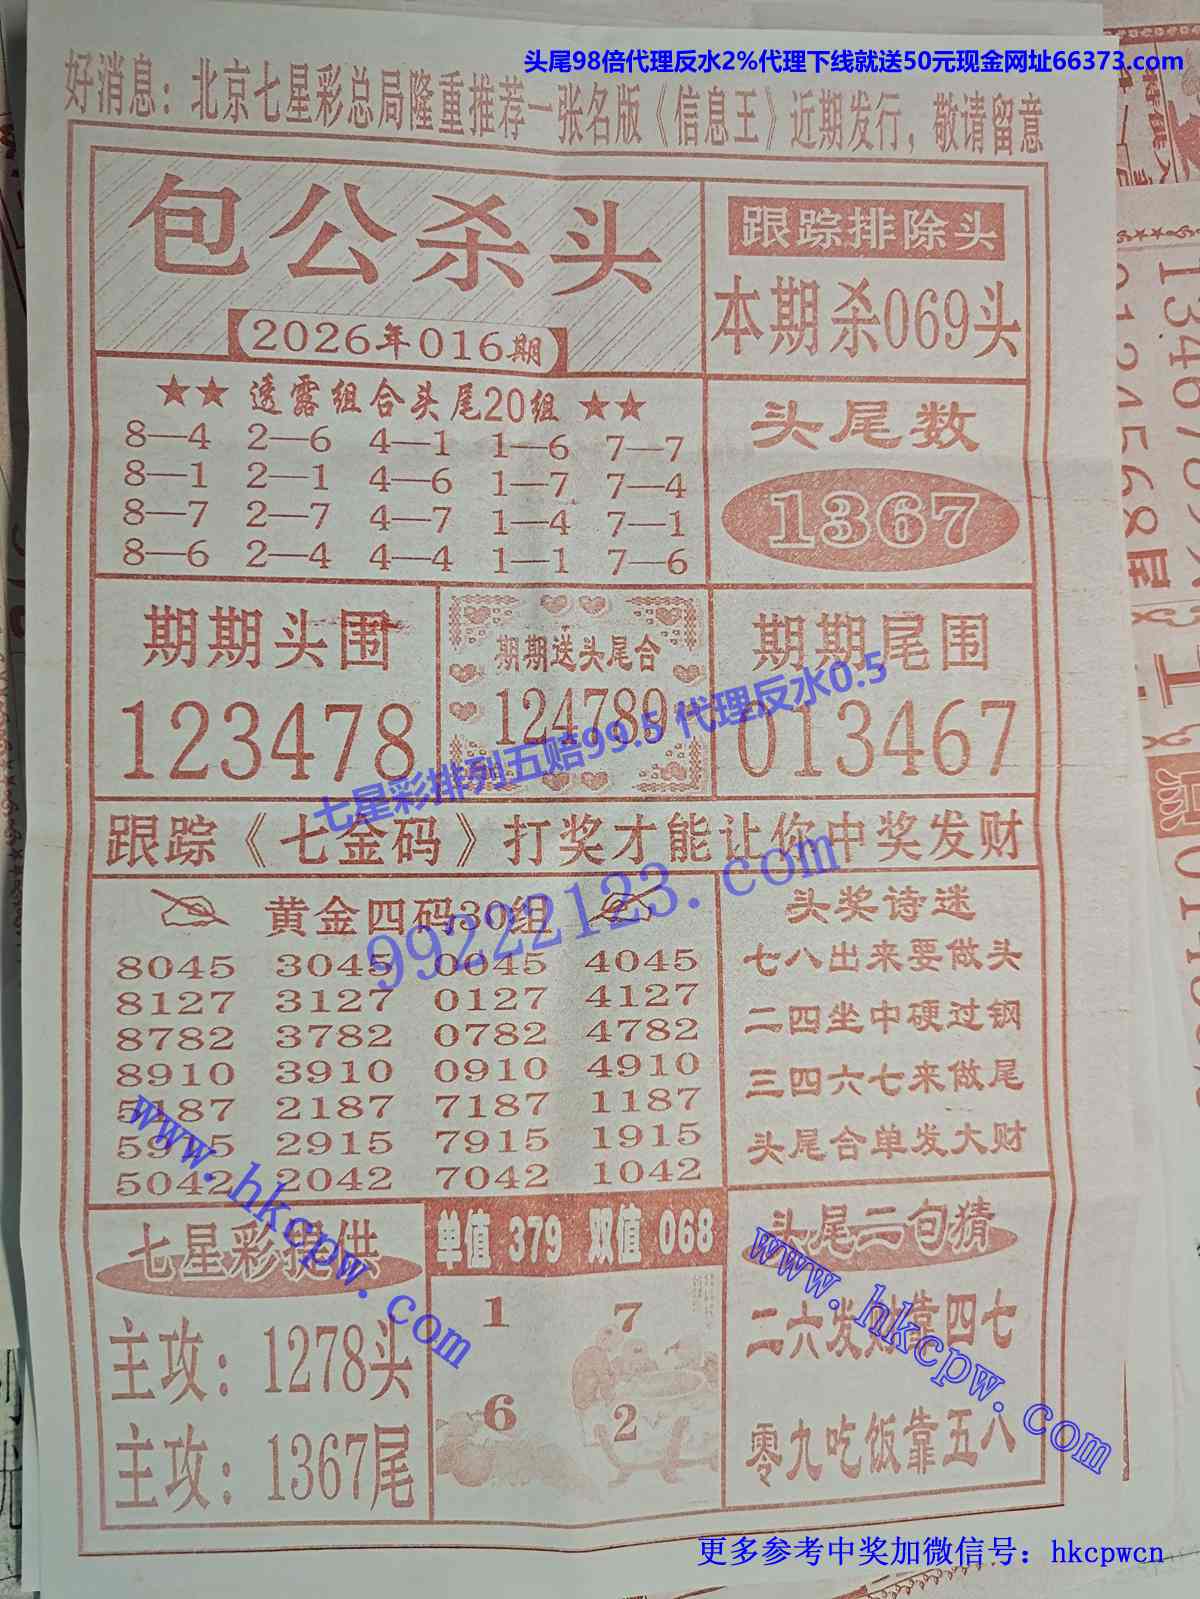 头尾98倍代理反水2%代理下线就送50元现金网址66373.com
好消息：北京七星彩总局隆重推荐一张名版《信息王》近期发行，敬请留意
包公杀头
【2026年016期】
跟踪排除头
本期杀069头
★★ 透露组合头尾20组 ★★
8—4 2—6 4—1 1—6 7—7
8—1 2—1 4—6 1—7 7—4
8—7 2—7 4—7 1—4 7—1
8—6 2—4 4—4 1—1 7—6
头尾数
1367
期期头围
123478
期期送头尾合
124789
期期尾围
013467
七星彩排列五赔99.5 代理反水0.5
跟踪《七金码》打奖才能让你中奖发财
99222123.com
黄金四码30组
8045 3045 0045 4045
8127 3127 0127 4127
8782 3782 0782 4782
8910 3910 0910 4910
5187 2187 7187 1187
5915 2915 7915 1915
5042 2042 7042 1042
头奖诗迷
七八出来要做头
二四坐中硬过钢
三四六七来做尾
头尾合单发大财
www.hkcpw.com
七星彩提供
主攻：1278头
主攻：1367尾
单值 379 双值 068
1 7
6 2
头尾二句猜
二六发财靠四七
零九吃饭靠五八
www.hkcpw.com
更多参考中奖加微信号：hkcpwcn